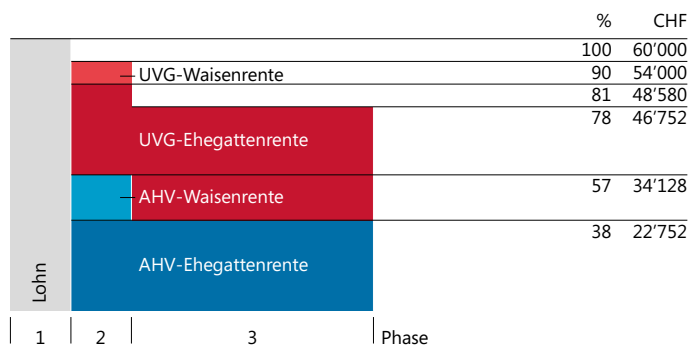 % CHF
100 60’000
UVG-Waisenrente 90 54’000
81 48’580
78 46’752
UVG-Ehegattenrente
AHV-Waisenrente 57 34’128
38 22’752
AHV-Ehegattenrente
Lohn
1 2 3 Phase